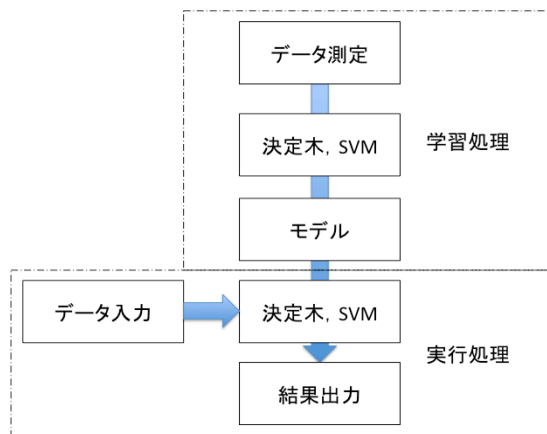 データ測定
決定木, SVM
学習処理
モデル
データ入力
決定木, SVM
実行処理
結果出力